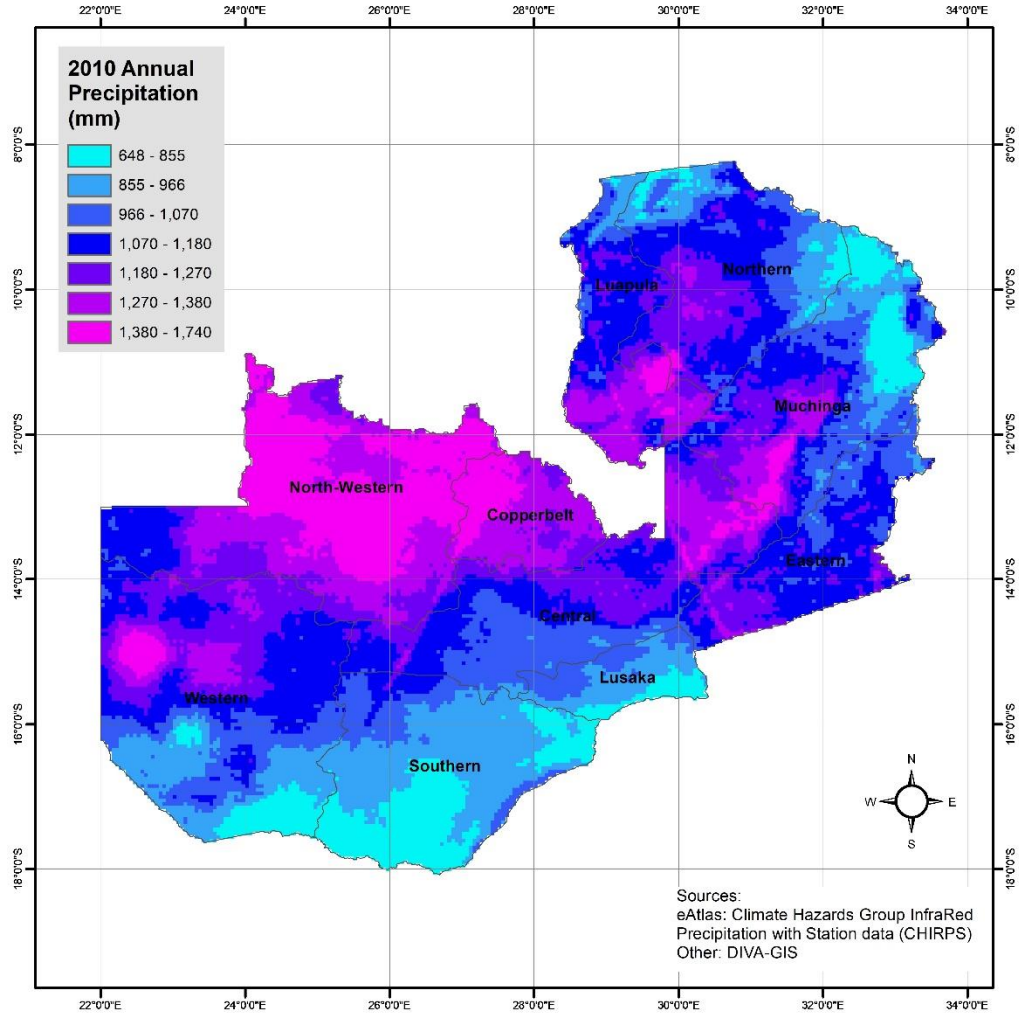 22°0'0"E 24°0'0"E 26°0'0"E 28°0'0"E 30°0'0"E 32°0'0"E 34°0'0"E
2010 Annual
Precipitation
(mm)
648 - 855
855 - 966
966 - 1,070
1,070 - 1,180
1,180 - 1,270
1,270 - 1,380
1,380 - 1,740
8°0'0"S 8°0'0"S
10°0'0"S 10°0'0"S
12°0'0"S 12°0'0"S
14°0'0"S 14°0'0"S
16°0'0"S 16°0'0"S
18°0'0"S 18°0'0"S
Northern
Luapula
Muchinga
North-Western
Copperbelt
Eastern
Central
Lusaka
Western
Southern
N
W E
S
Sources:
eAtlas: Climate Hazards Group InfraRed
Precipitation with Station data (CHIRPS)
Other: DIVA-GIS
22°0'0"E 24°0'0"E 26°0'0"E 28°0'0"E 30°0'0"E 32°0'0"E 34°0'0"E